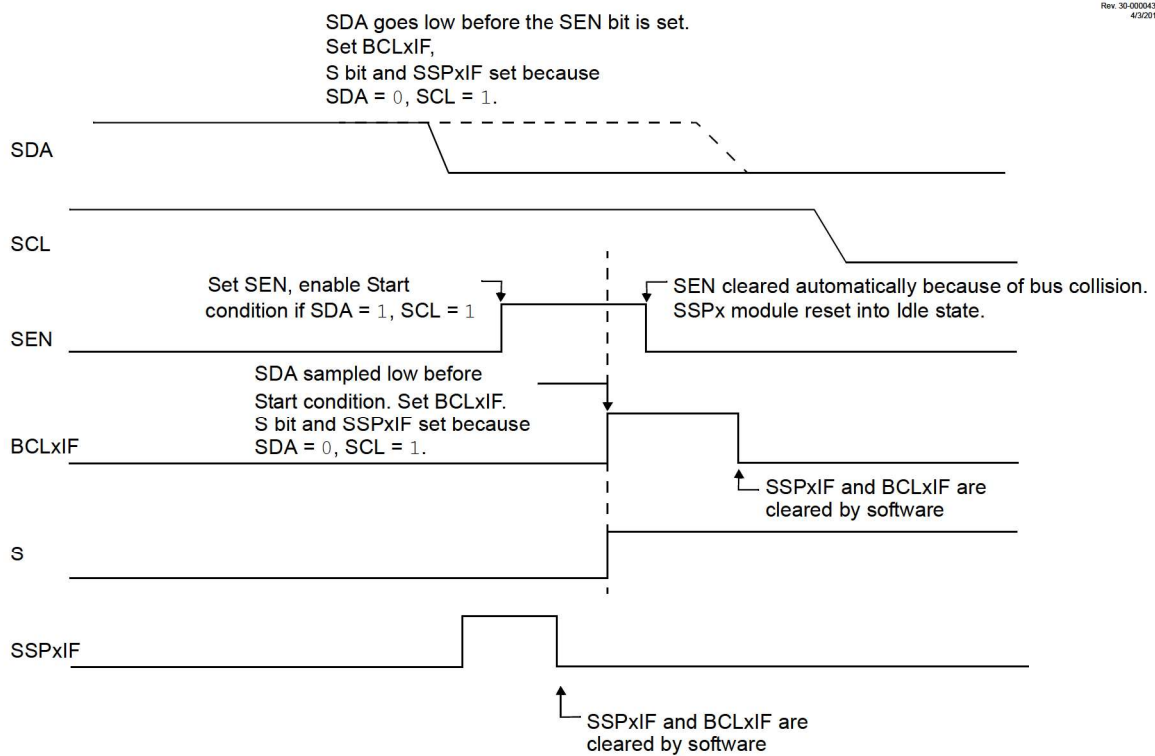 Rev. 30-000043
4/3/201
SDA goes low before the SEN bit is set.
Set BCLxIF,
S bit and SSPxIF set because
SDA = 0, SCL = 1.
SDA
SCL
Set SEN, enable Start
condition if SDA = 1, SCL = 1
SEN cleared automatically because of bus collision.
SSPx module reset into Idle state.
SEN
SDA sampled low before
Start condition. Set BCLxIF.
S bit and SSPxIF set because
SDA = 0, SCL = 1.
BCLxIF
SSPxIF and BCLxIF are
cleared by software
S
SSPxIF
SSPxIF and BCLxIF are
cleared by software